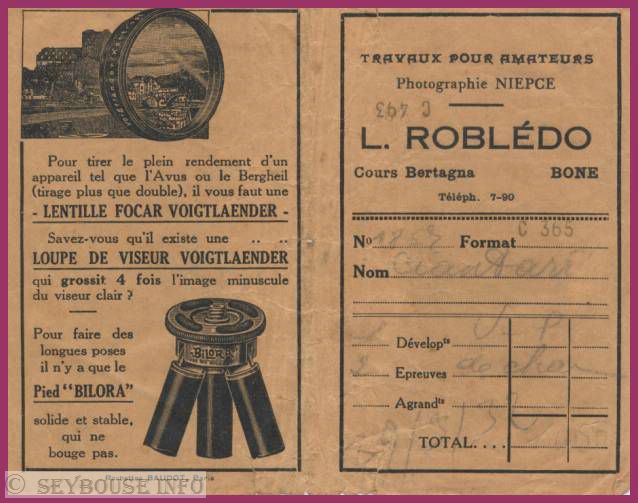 Pour tirer le plein rendement d'un
appareil tel que l'Avus ou le Bergheil
(tirage plus que double), il vous faut une
- LENTILLE FOCAR VOIGTLAENDER -
Savez-vous qu'il existe une .. ..
LOUPE DE VISEUR VOIGTLAENDER
qui grossit 4 fois l'image minuscule
du viseur clair ?
Pour faire des
longues poses
il n'y a que le
Pied "BILORA"
solide et stable,
qui ne
bouge pas.
BILORA
Pochettes BAUDOT, Paris
© SEYBOUSE INFO
TRAVAUX POUR AMATEURS
Photographie NIEPCE
C 493
L. ROBLÉDO
Cours Bertagna BONE
Téléph. 7-90
C 365
No Format
Nom
Dévelopts
Epreuves
Agrandts
TOTAL....